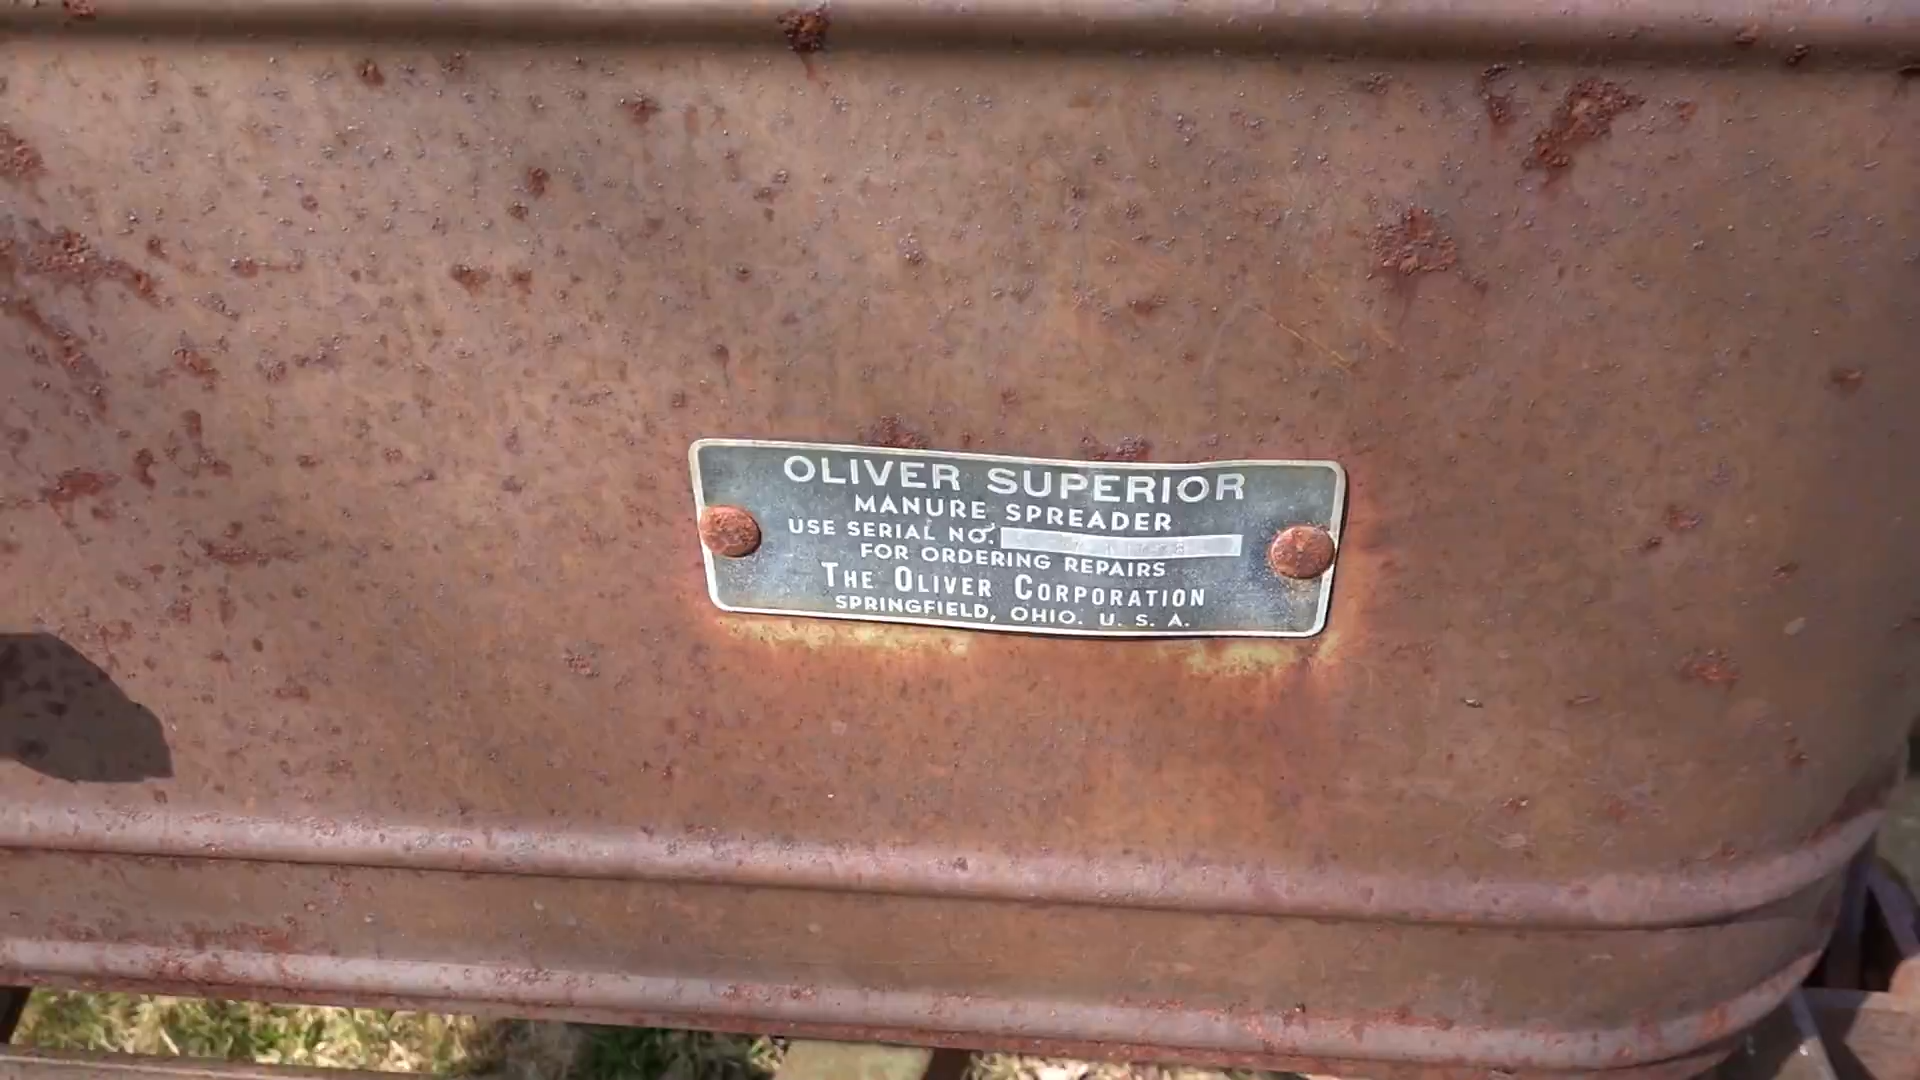 OLIVER SUPERIOR
MANURE SPREADER
USE SERIAL NO.
FOR ORDERING REPAIRS
THE OLIVER CORPORATION
SPRINGFIELD, OHIO. U. S. A.